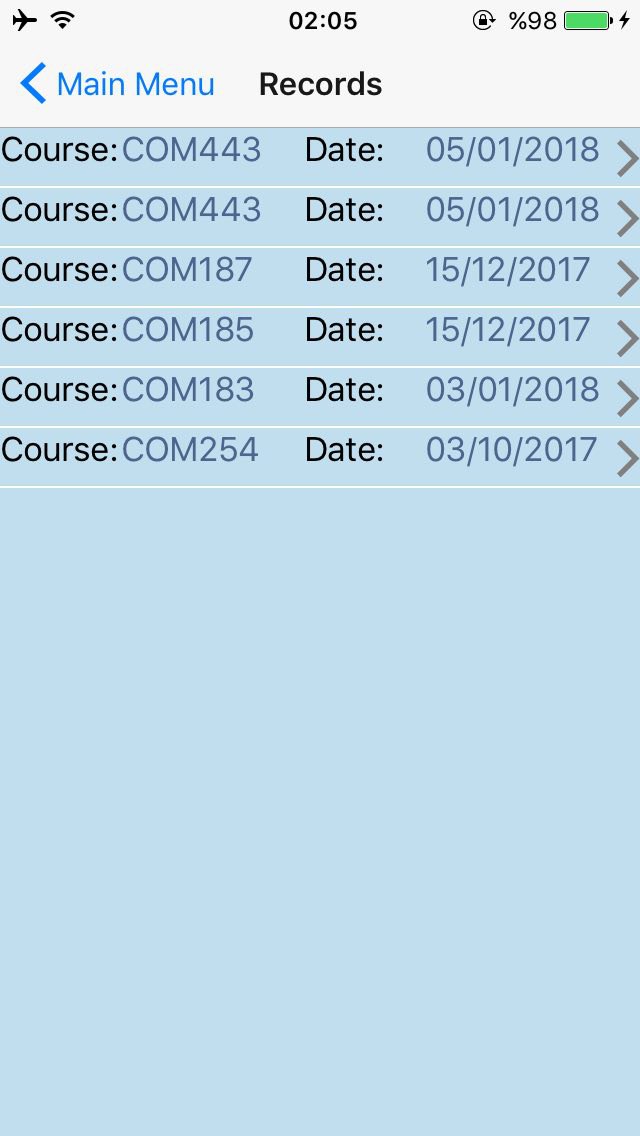 02:05 %98
Main Menu Records
Course: COM443 Date: 05/01/2018
Course: COM443 Date: 05/01/2018
Course: COM187 Date: 15/12/2017
Course: COM185 Date: 15/12/2017
Course: COM183 Date: 03/01/2018
Course: COM254 Date: 03/10/2017